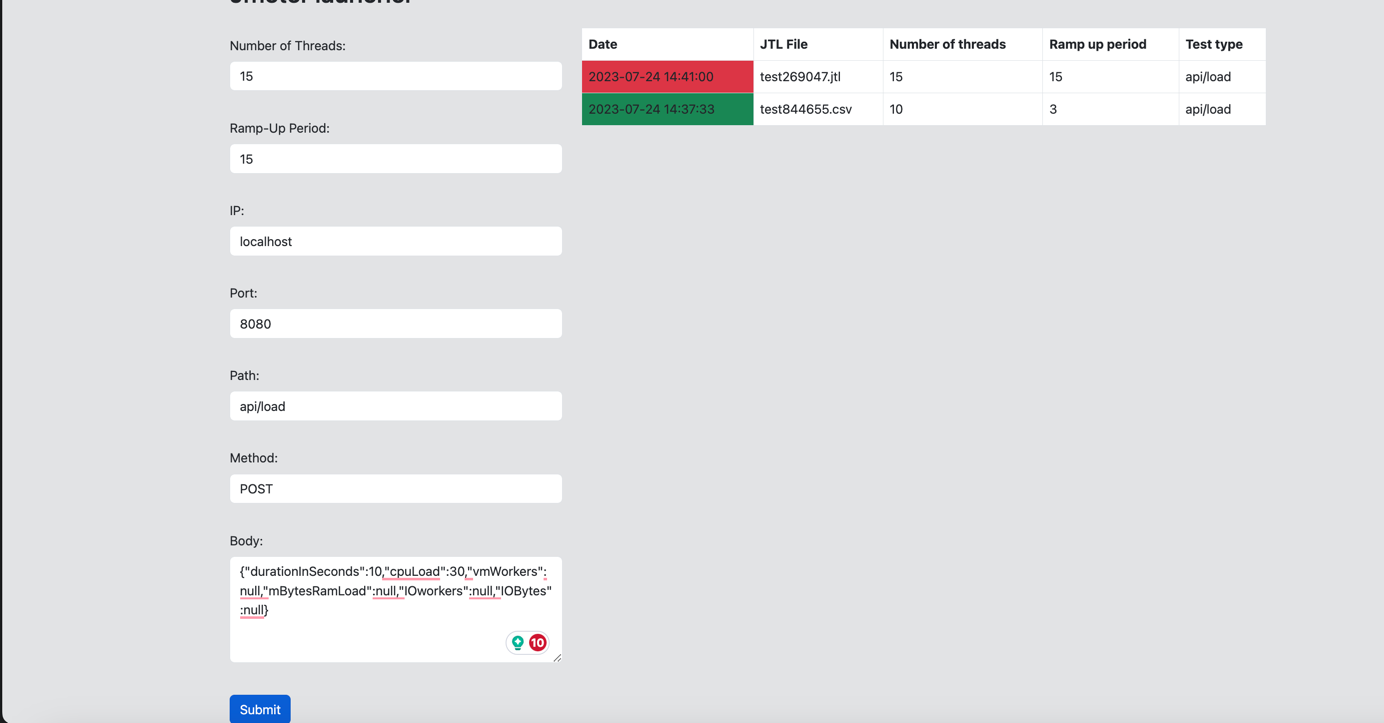 Jmeter launcher
Number of Threads:
15
Ramp-Up Period:
15
IP:
localhost
Port:
8080
Path:
api/load
Method:
POST
Body:
{"durationInSeconds":10,"cpuLoad":30,"vmWorkers":
null,"mBytesRamLoad":null,"IOworkers":null,"IOBytes"
:null}
10
Submit
Date JTL File Number of threads Ramp up period Test type
2023-07-24 14:41:00 test269047.jtl 15 15 api/load
2023-07-24 14:37:33 test844655.csv 10 3 api/load